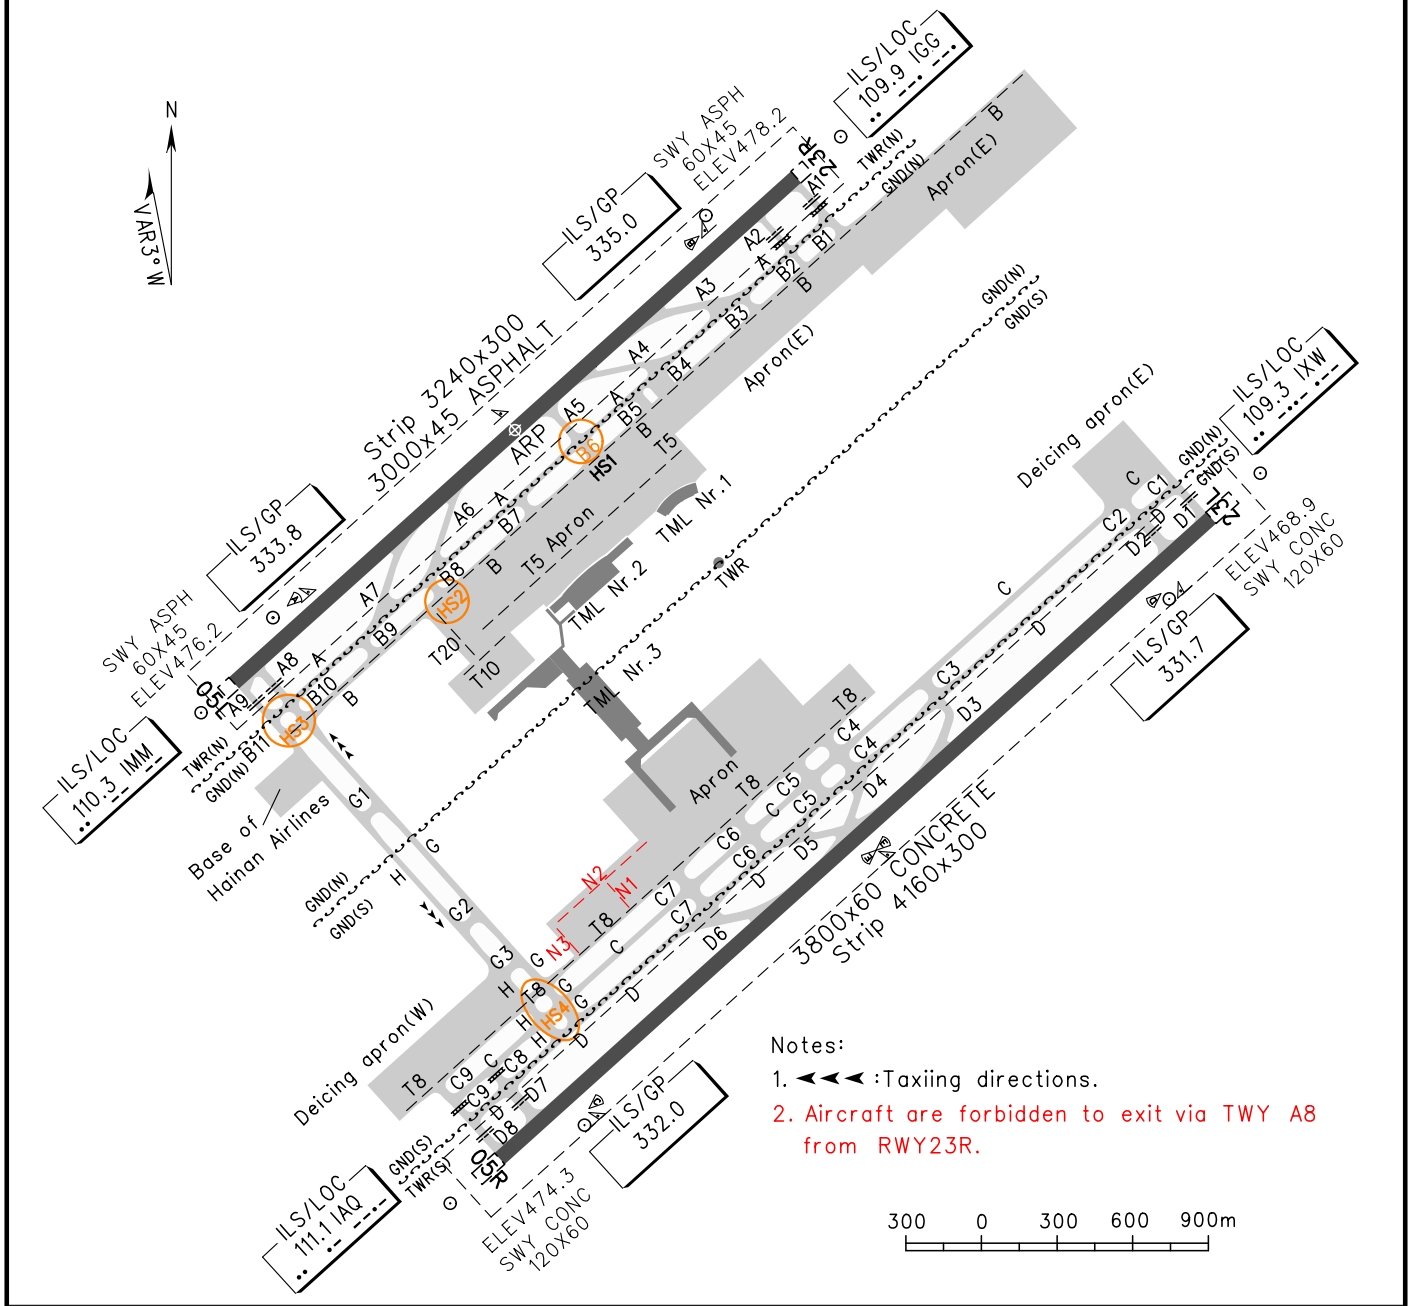 N
VAR3° W
ILS/LOC
109.9 IGG
SWY ASPH
60X45
ELEV478.2
23R
TWR(N)
GND(N)
B
Apron(E)
A1
A2
B1
A
B2
B
ILS/GP
335.0
A3
B3
GND(N)
GND(S)
Strip 3240x300
3000x45 ASPHALT
A4
B4
Apron(E)
ARP
A5
A
B5
B
T5
B6
HS1
ILS/LOC
109.3 IXW
Deicing apron(E)
ILS/GP
333.8
A6
A
B7
B
T5
Apron
TML Nr.1
GND(N)
GND(S)
C
C1
C2
D
D1
D2
23L
ELEV468.9
SWY CONC
120X60
A7
B8
HS2
B9
TML Nr.2
TWR
C
D
ILS/GP
331.7
SWY ASPH
60X45
ELEV476.2
T20
T10
TML Nr.3
A8
A
B10
B
05L
A9
HS3
B11
TWR(N)
GND(N)
ILS/LOC
110.3 IMM
C3
D3
T8
C4
C4
D4
Apron
T8
C5
C5
C
D5
G1
G
H
Base of
Hainan Airlines
C6
C6
D
GND(N)
GND(S)
N2
N1
N3
T8
C7
C7
D6
C
D
3800x60 CONCRETE
Strip 4160x300
G2
G3
G
H
T8
G
G
H
H
HS4
D
Deicing apron(W)
T8
C
C8
C9
C9
D
D7
D8
05R
GND(S)
TWR(S)
ILS/GP
332.0
ILS/LOC
111.1 IAQ
ELEV474.3
SWY CONC
120X60
Notes:
1. :Taxiing directions.
2. Aircraft are forbidden to exit via TWY A8
from RWY23R.
300 0 300 600 900m